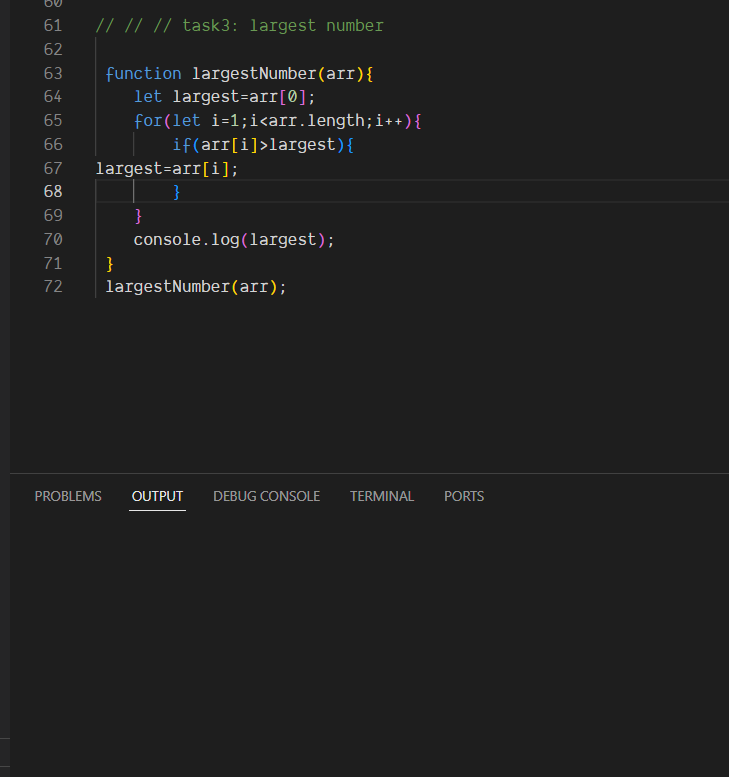 60
61 // // // task3: largest number
62
63 function largestNumber(arr){
64 let largest=arr[0];
65 for(let i=1;i<arr.length;i++){
66 if(arr[i]>largest){
67 largest=arr[i];
68 }
69 }
70 console.log(largest);
71 }
72 largestNumber(arr);
PROBLEMS OUTPUT DEBUG CONSOLE TERMINAL PORTS